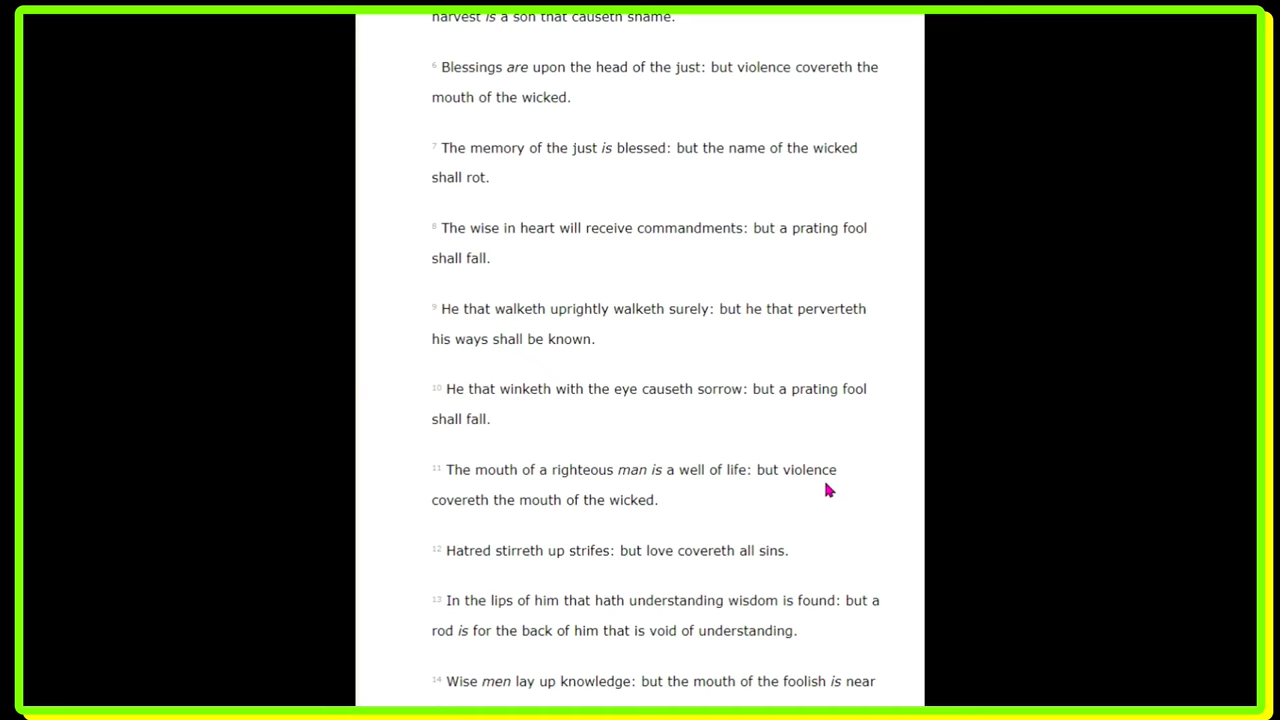 harvest is a son that causeth shame.
6 Blessings are upon the head of the just: but violence covereth the
mouth of the wicked.
7 The memory of the just is blessed: but the name of the wicked
shall rot.
8 The wise in heart will receive commandments: but a prating fool
shall fall.
9 He that walketh uprightly walketh surely: but he that perverteth
his ways shall be known.
10 He that winketh with the eye causeth sorrow: but a prating fool
shall fall.
11 The mouth of a righteous man is a well of life: but violence
covereth the mouth of the wicked.
12 Hatred stirreth up strifes: but love covereth all sins.
13 In the lips of him that hath understanding wisdom is found: but a
rod is for the back of him that is void of understanding.
14 Wise men lay up knowledge: but the mouth of the foolish is near